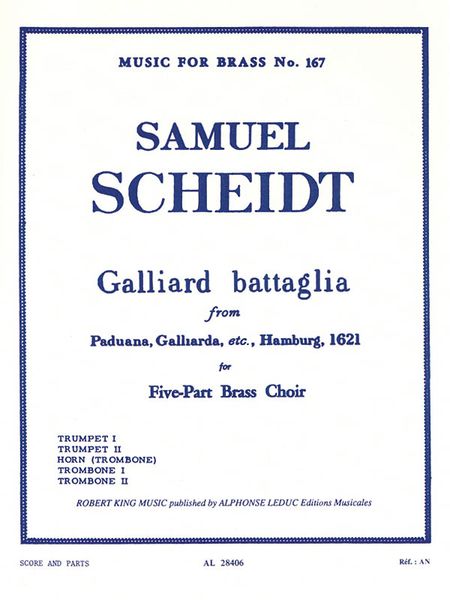 MUSIC FOR BRASS No. 167
SAMUEL
SCHEIDT
Galliard battaglia
from
Paduana, Galliarda, etc., Hamburg, 1621
for
Five-Part Brass Choir
TRUMPET I
TRUMPET II
HORN (TROMBONE)
TROMBONE I
TROMBONE II
ROBERT KING MUSIC published by ALPHONSE LEDUC Editions Musicales
SCORE AND PARTS AL 28406 Réf. : AN